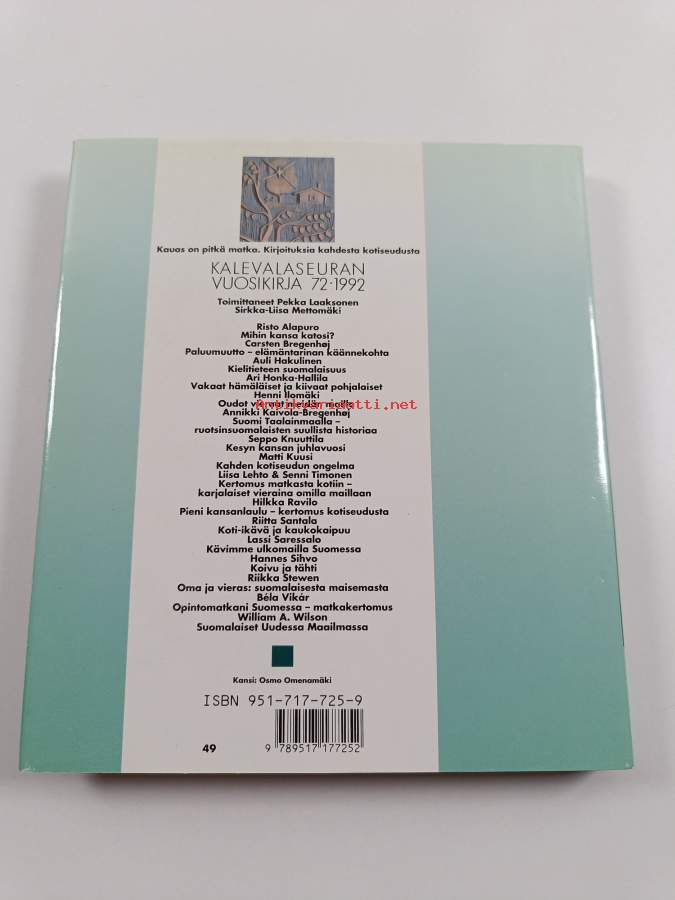 Kauas on pitkä matka. Kirjoituksia kahdesta kotiseudusta
KALEVALASEURAN
VUOSIKIRJA 72·1992
Toimittaneet Pekka Laaksonen
Sirkka-Liisa Mettomäki
Risto Alapuro
Mihin kansa katosi?
Carsten Bregenhøj
Paluumuutto – elämäntarinan käännekohta
Auli Hakulinen
Kielitieteen suomalaisuus
Ari Honka-Hallila
Vakaat hämäläiset ja kiivaat pohjalaiset
Henni Ilomäki
Oudot
Antikvariaatti.net
Annikki Kaivola-Bregenhøj
Suomi Taalainmaalla –
ruotsinsuomalaisten suullista historiaa
Seppo Knuuttila
Kesyn kansan juhlavuosi
Matti Kuusi
Kahden kotiseudun ongelma
Liisa Lehto & Senni Timonen
Kertomus matkasta kotiin –
karjalaiset vieraina omilla maillaan
Hilkka Ravilo
Pieni kansanlaulu – kertomus kotiseudusta
Riitta Santala
Koti-ikävä ja kaukokaipuu
Lassi Saressalo
Kävimme ulkomailla Suomessa
Hannes Sihvo
Koivu ja tähti
Riikka Stewen
Oma ja vieras: suomalaisesta maisemasta
Béla Vikár
Opintomatkani Suomessa – matkakertomus
William A. Wilson
Suomalaiset Uudessa Maailmassa
Kansi: Osmo Omenamäki
ISBN 951-717-725-9
49
9 789517 177252